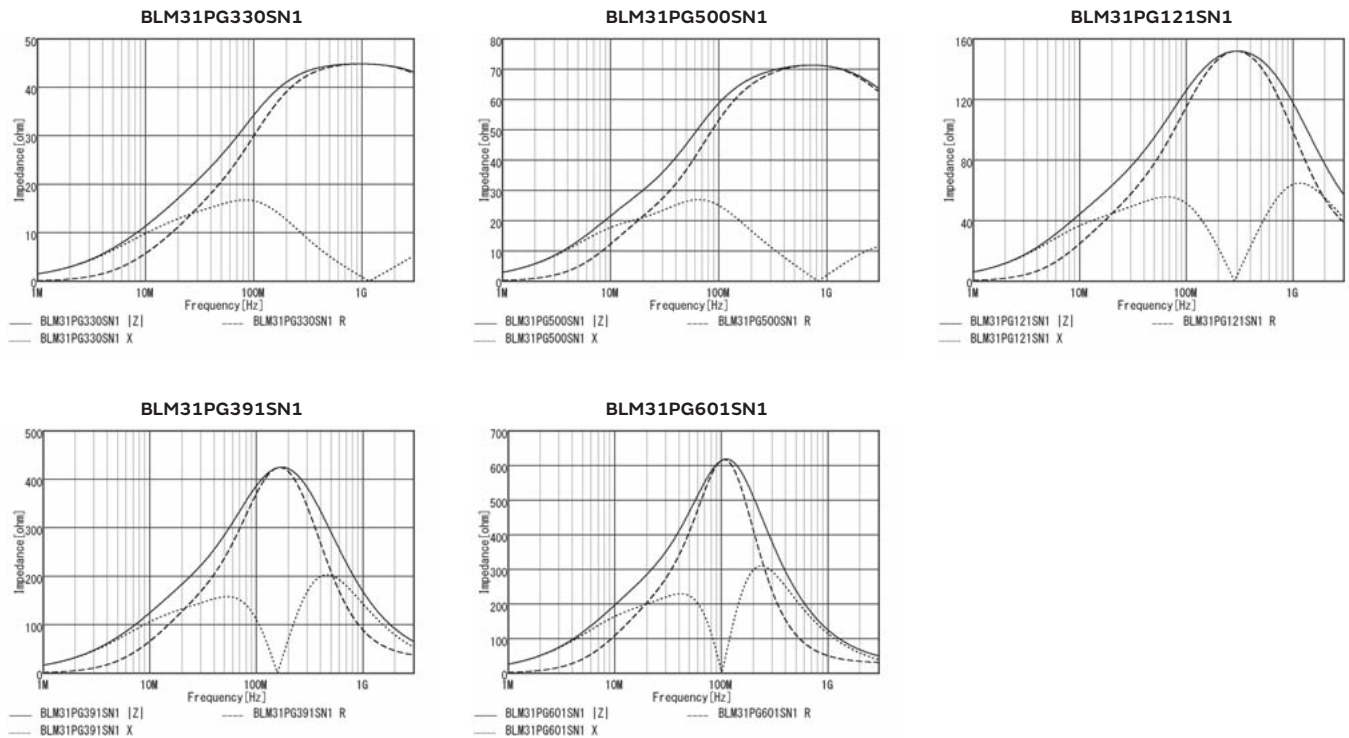 BLM31PG330SN1
50
40
30
20
10
0
Impedance[ohm]
1M 10M 100M 1G
Frequency[Hz]
BLM31PG330SN1 |Z| BLM31PG330SN1 R
BLM31PG330SN1 X
BLM31PG500SN1
80
70
60
50
40
30
20
10
0
Impedance[ohm]
1M 10M 100M 1G
Frequency[Hz]
BLM31PG500SN1 |Z| BLM31PG500SN1 R
BLM31PG500SN1 X
BLM31PG121SN1
160
120
80
40
0
Impedance[ohm]
1M 10M 100M 1G
Frequency[Hz]
BLM31PG121SN1 |Z| BLM31PG121SN1 R
BLM31PG121SN1 X
BLM31PG391SN1
500
400
300
200
100
0
Impedance[ohm]
1M 10M 100M 1G
Frequency[Hz]
BLM31PG391SN1 |Z| BLM31PG391SN1 R
BLM31PG391SN1 X
BLM31PG601SN1
700
600
500
400
300
200
100
0
Impedance[ohm]
1M 10M 100M 1G
Frequency[Hz]
BLM31PG601SN1 |Z| BLM31PG601SN1 R
BLM31PG601SN1 X